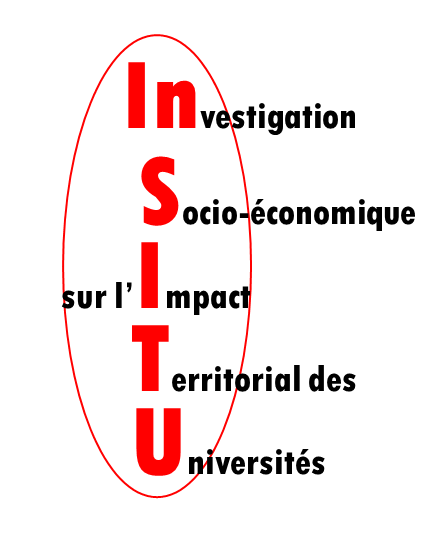 Investigation
Socio-économique
sur l'Impact
Territorial des
Universités